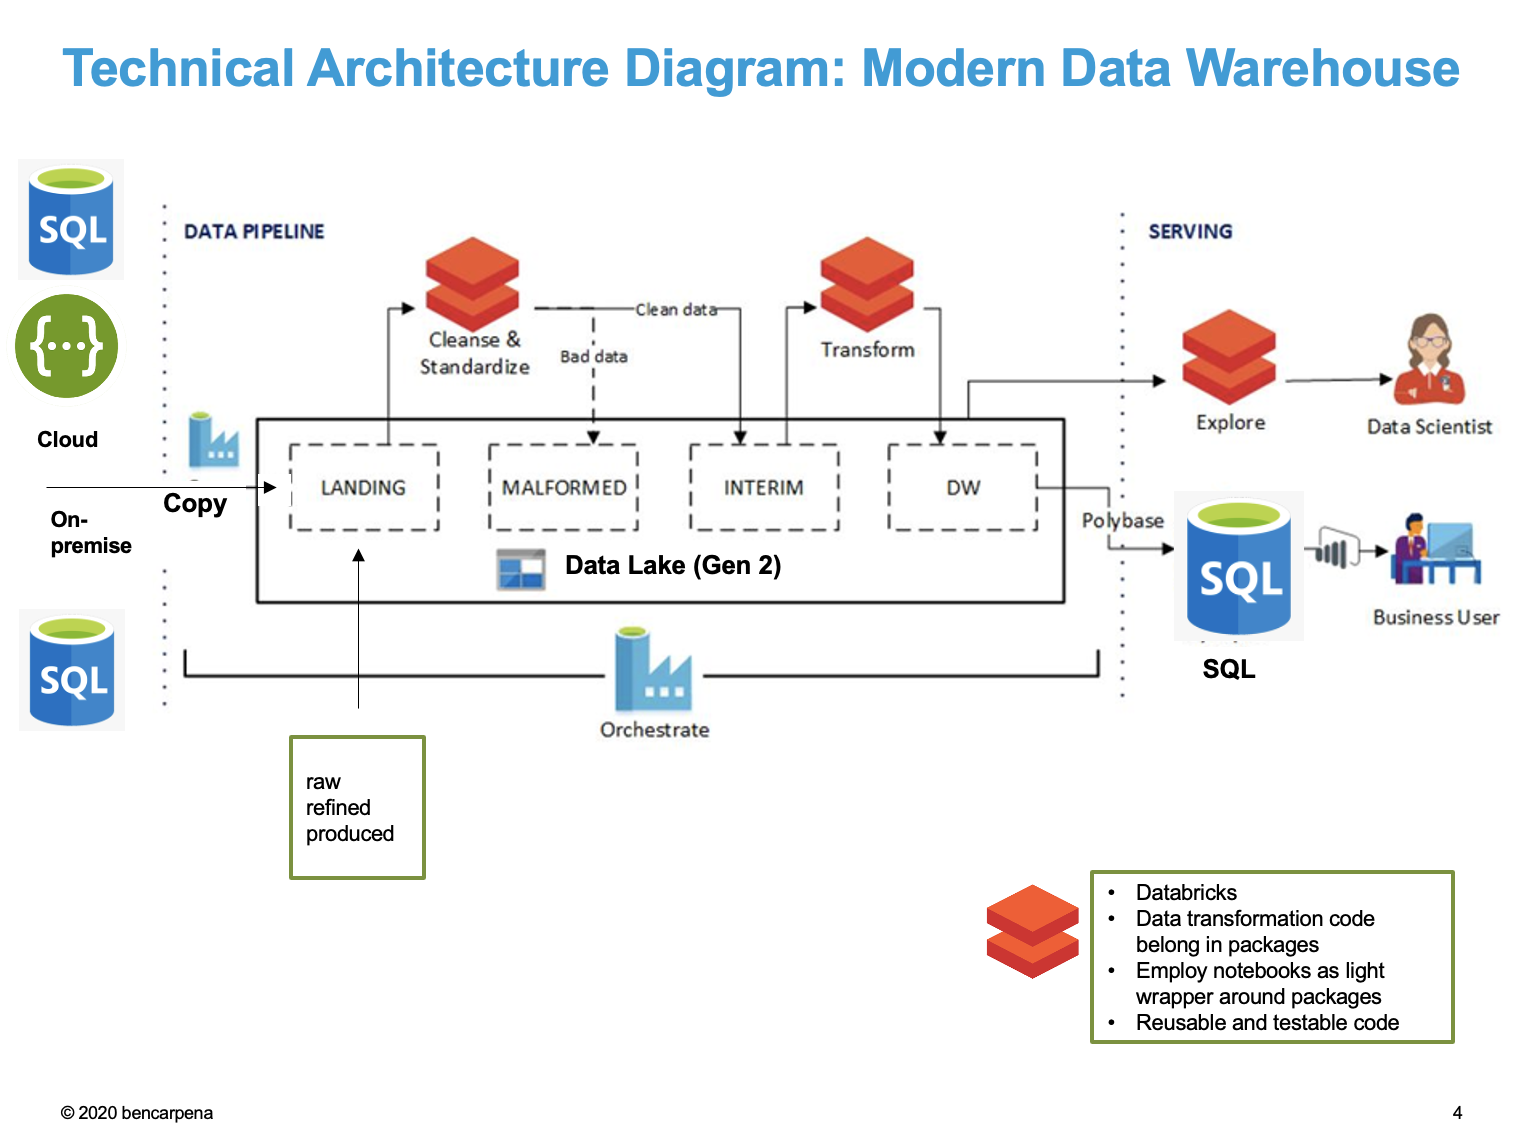 Technical Architecture Diagram: Modern Data Warehouse
SQL
{...}
Cloud
On-
premise
SQL
DATA PIPELINE
Cleanse &
Standardize
Clean data
Bad data
Transform
Copy
LANDING
MALFORMED
INTERIM
DW
Data Lake (Gen 2)
Orchestrate
raw
refined
produced
SERVING
Explore
Data Scientist
Polybase
SQL
SQL
Business User
• Databricks
• Data transformation code
belong in packages
• Employ notebooks as light
wrapper around packages
• Reusable and testable code
© 2020 bencarpena
4